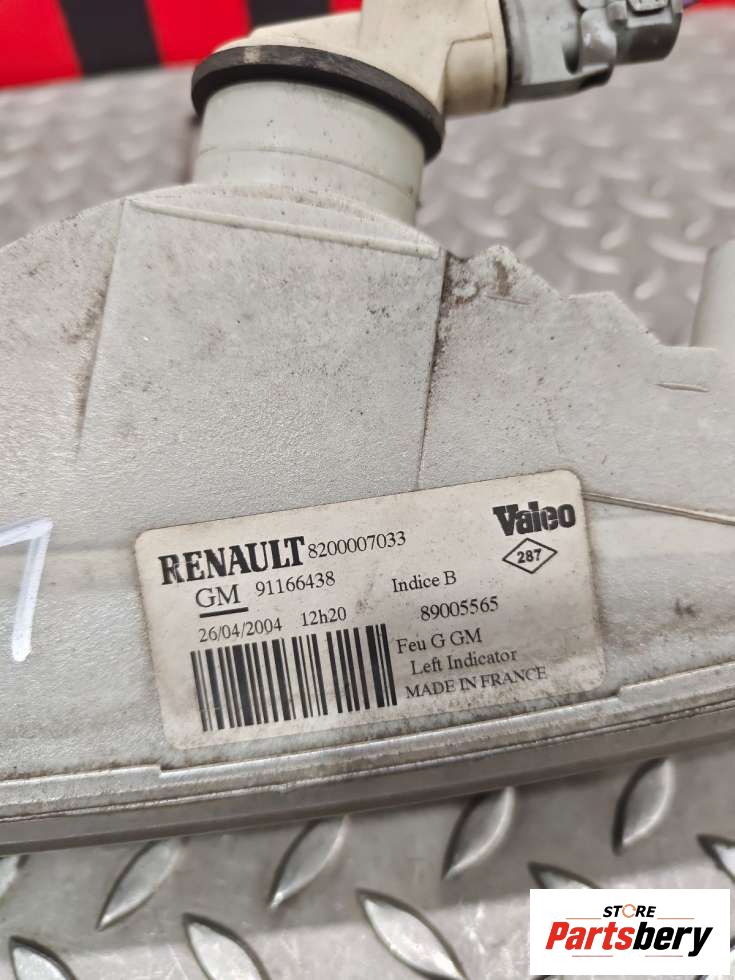 RENAULT 8200007033
Valeo
GM 91166438
Indice B
287
26/04/2004 12h20
89005565
Feu G GM
Left Indicator
MADE IN FRANCE
STORE
Partsbery